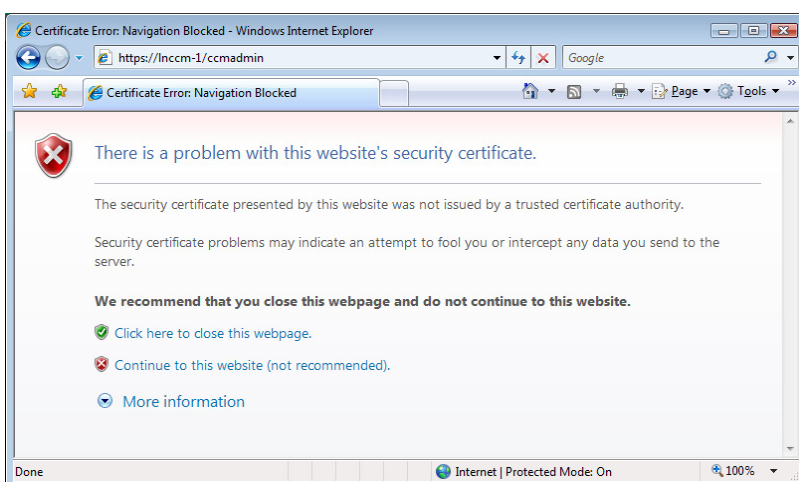 Certificate Error: Navigation Blocked - Windows Internet Explorer
https://lnccm-1/ccmadmin
Google
Certificate Error: Navigation Blocked
Page
Tools
There is a problem with this website's security certificate.
The security certificate presented by this website was not issued by a trusted certificate authority.
Security certificate problems may indicate an attempt to fool you or intercept any data you send to the
server.
We recommend that you close this webpage and do not continue to this website.
Click here to close this webpage.
Continue to this website (not recommended).
More information
Done
Internet | Protected Mode: On
100%